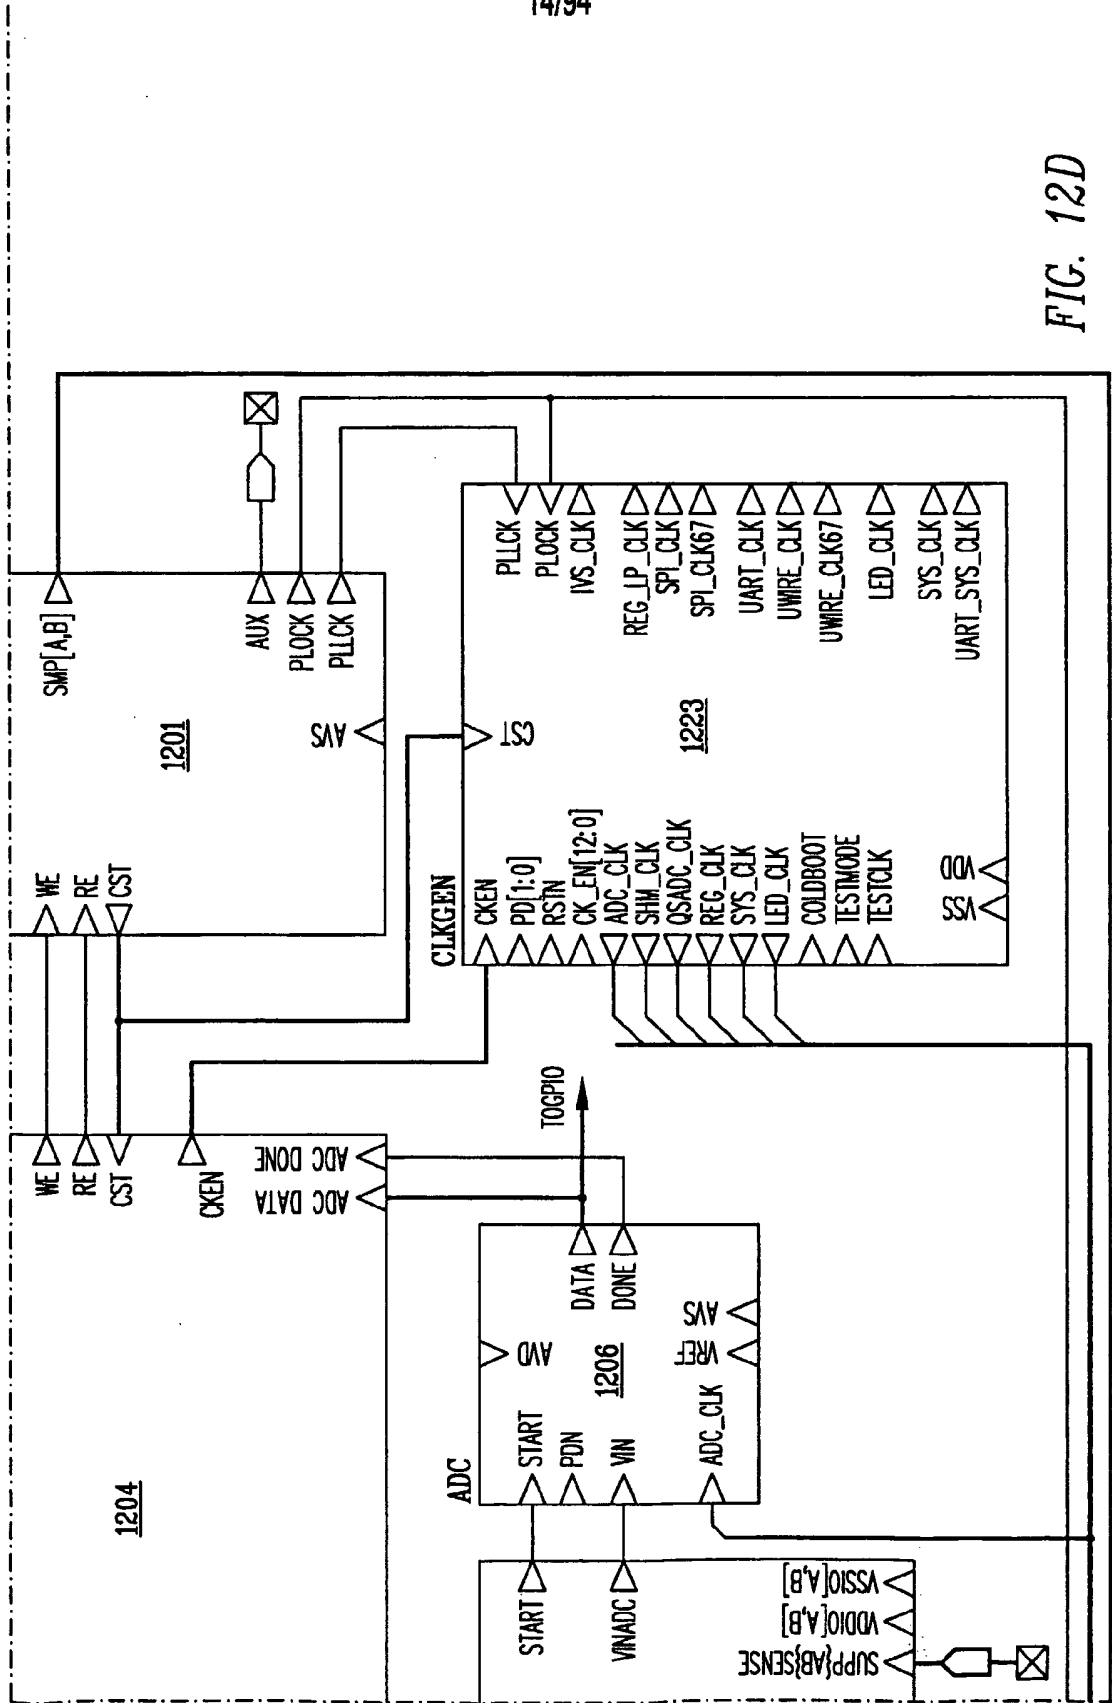 14/94
1204
WE
RE
CST
CKEN
ADC DATA
ADC DONE
WE
RE
CST
1201
SMP[A,B]
AUX
PLOCK
PLLCK
AVS
START
VINADC
SUPP{AB}SENSE
VDDIO[A,B]
VSSIO[A,B]
ADC
START
PDN
VIN
ADC_CLK
AVD
1206
VREF
AVS
DATA
DONE
TOGPIO
CLKGEN
CKEN
PD[1:0]
RSTN
CK_EN[12:0]
ADC_CLK
SHM_CLK
QSADC_CLK
REG_CLK
SYS_CLK
LED_CLK
COLDBOOT
TESTMODE
TESTCLK
VSS
VDD
CST
1223
PLLCK
PLOCK
IVS_CLK
REG_LP_CLK
SPI_CLK
SPI_CLK67
UART_CLK
UWIRE_CLK
UWIRE_CLK67
LED_CLK
SYS_CLK
UART_SYS_CLK
FIG. 12D